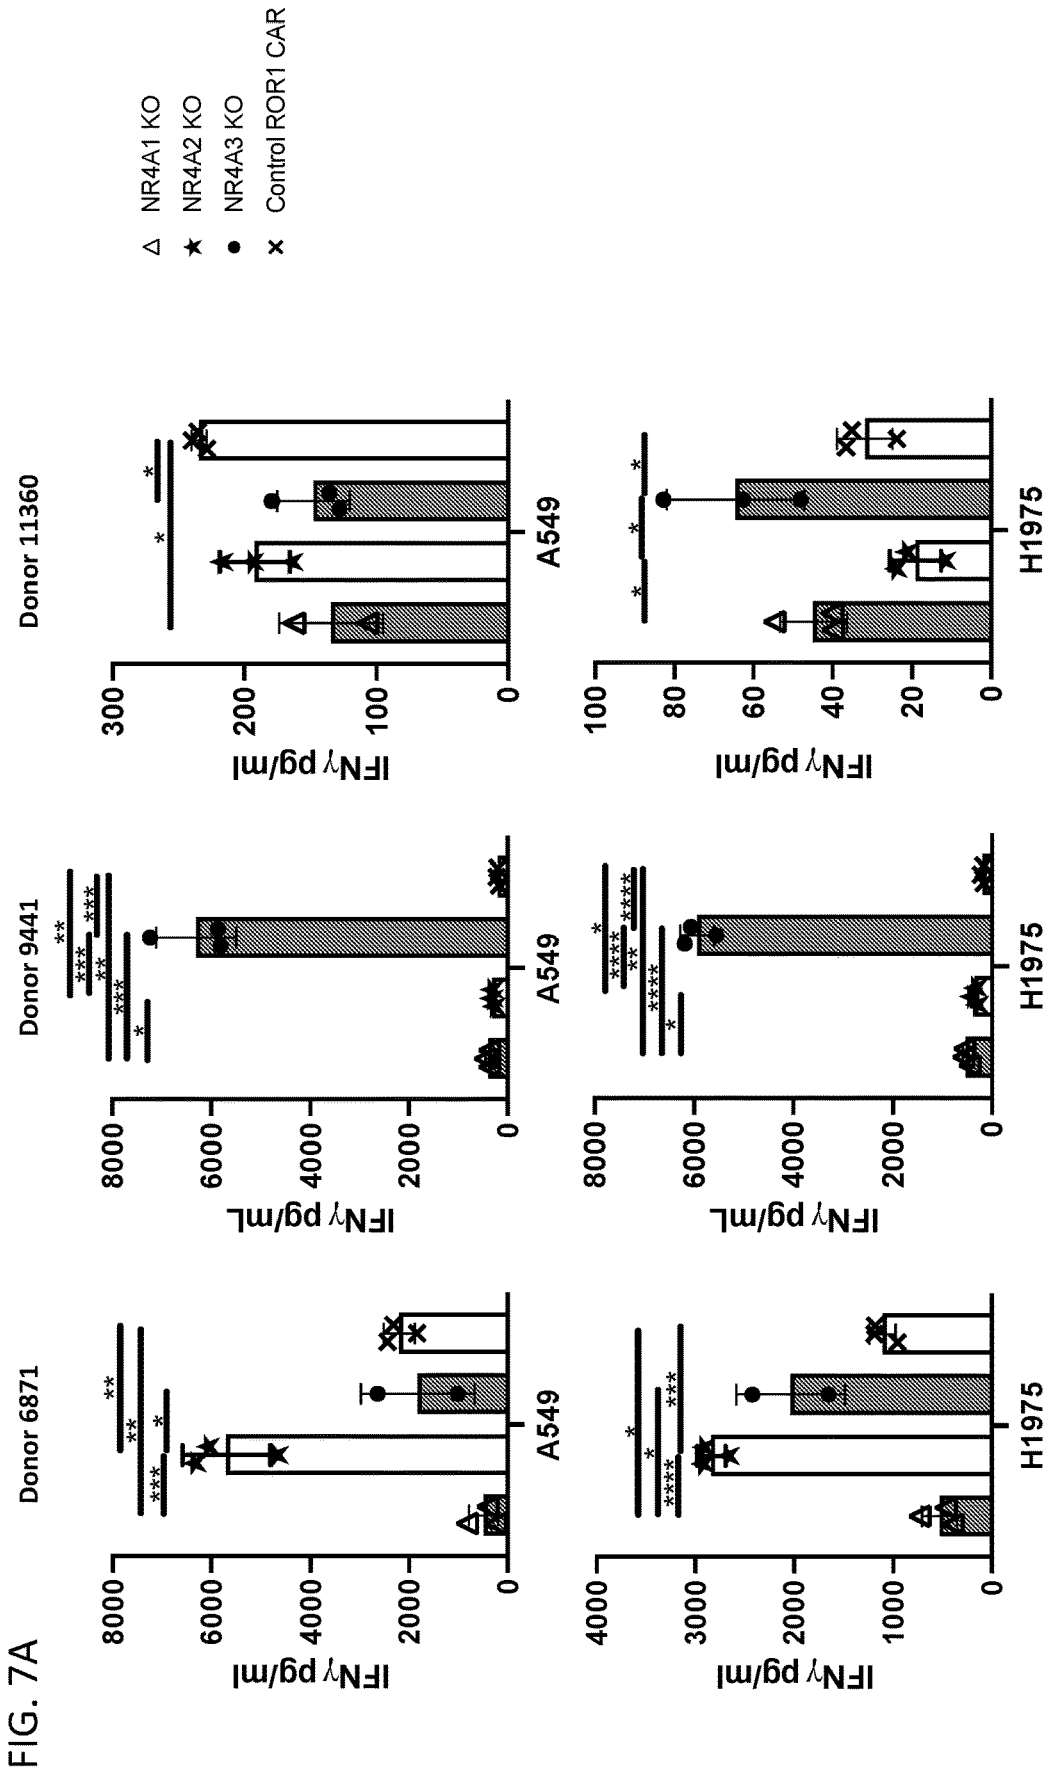 FIG. 7A
Donor 6871
Donor 9441
Donor 11360
△ NR4A1 KO
★ NR4A2 KO
● NR4A3 KO
× Control ROR1 CAR
IFNγ pg/ml
8000
6000
4000
2000
0
**
**
*
***
A549
IFNγ pg/mL
8000
6000
4000
2000
0
**
***
***
**
***
*
A549
IFNγ pg/ml
300
200
100
0
*
*
A549
IFNγ pg/ml
4000
3000
2000
1000
0
*
*
***
****
H1975
IFNγ pg/mL
8000
6000
4000
2000
0
*
****
****
**
****
*
H1975
IFNγ pg/ml
100
80
60
40
20
0
*
*
*
H1975